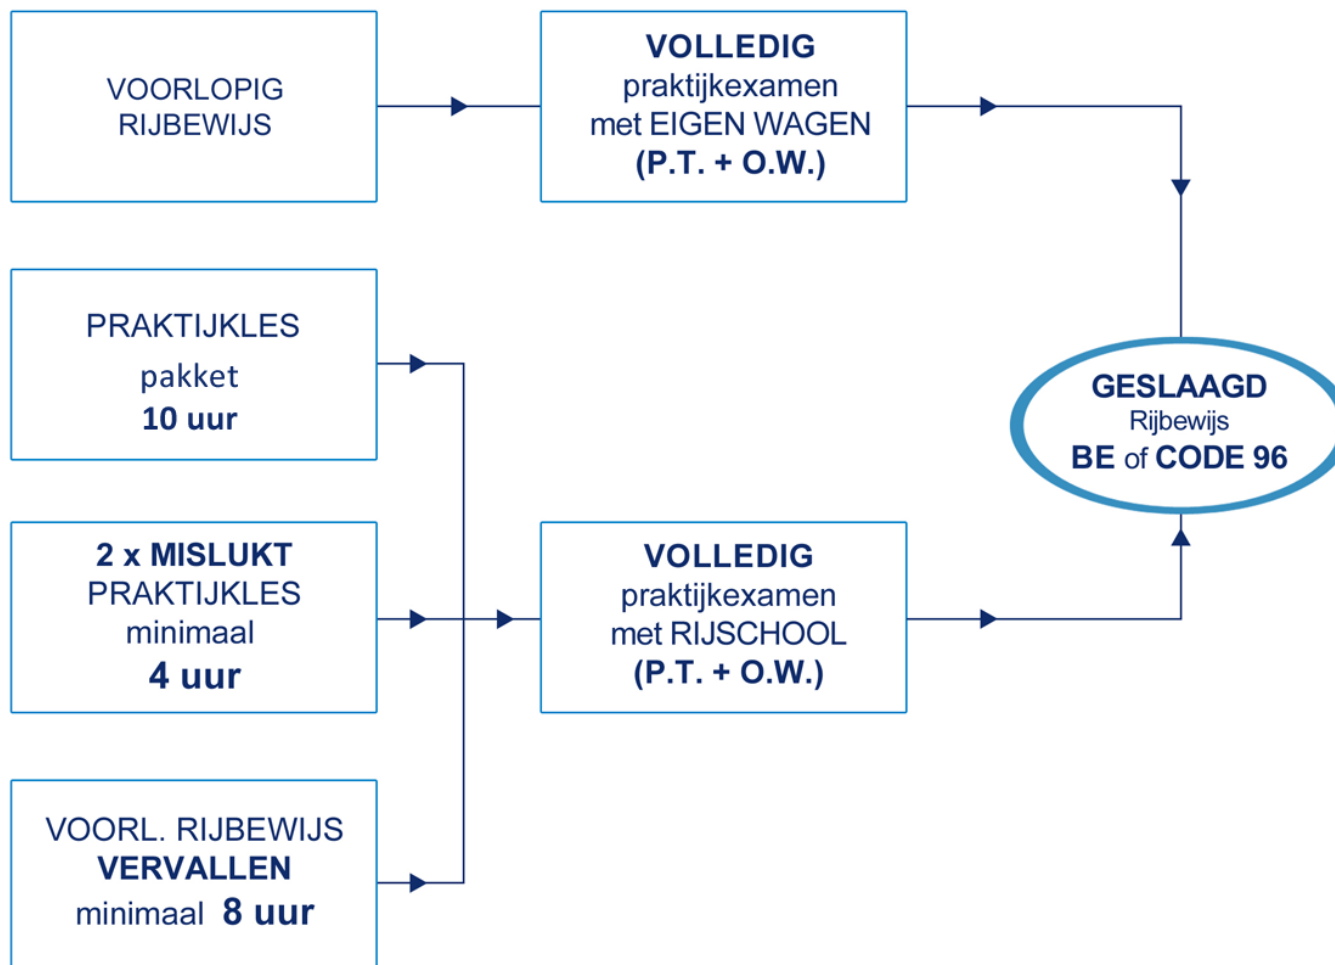 VOORLOPIG
RIJBEWIJS
VOLLEDIG
praktijkexamen
met EIGEN WAGEN
(P.T. + O.W.)
PRAKTIJKLES
pakket
10 uur
GESLAAGD
Rijbewijs
BE of CODE 96
2 x MISLUKT
PRAKTIJKLES
minimaal
4 uur
VOLLEDIG
praktijkexamen
met RIJSCHOOL
(P.T. + O.W.)
VOORL. RIJBEWIJS
VERVALLEN
minimaal 8 uur